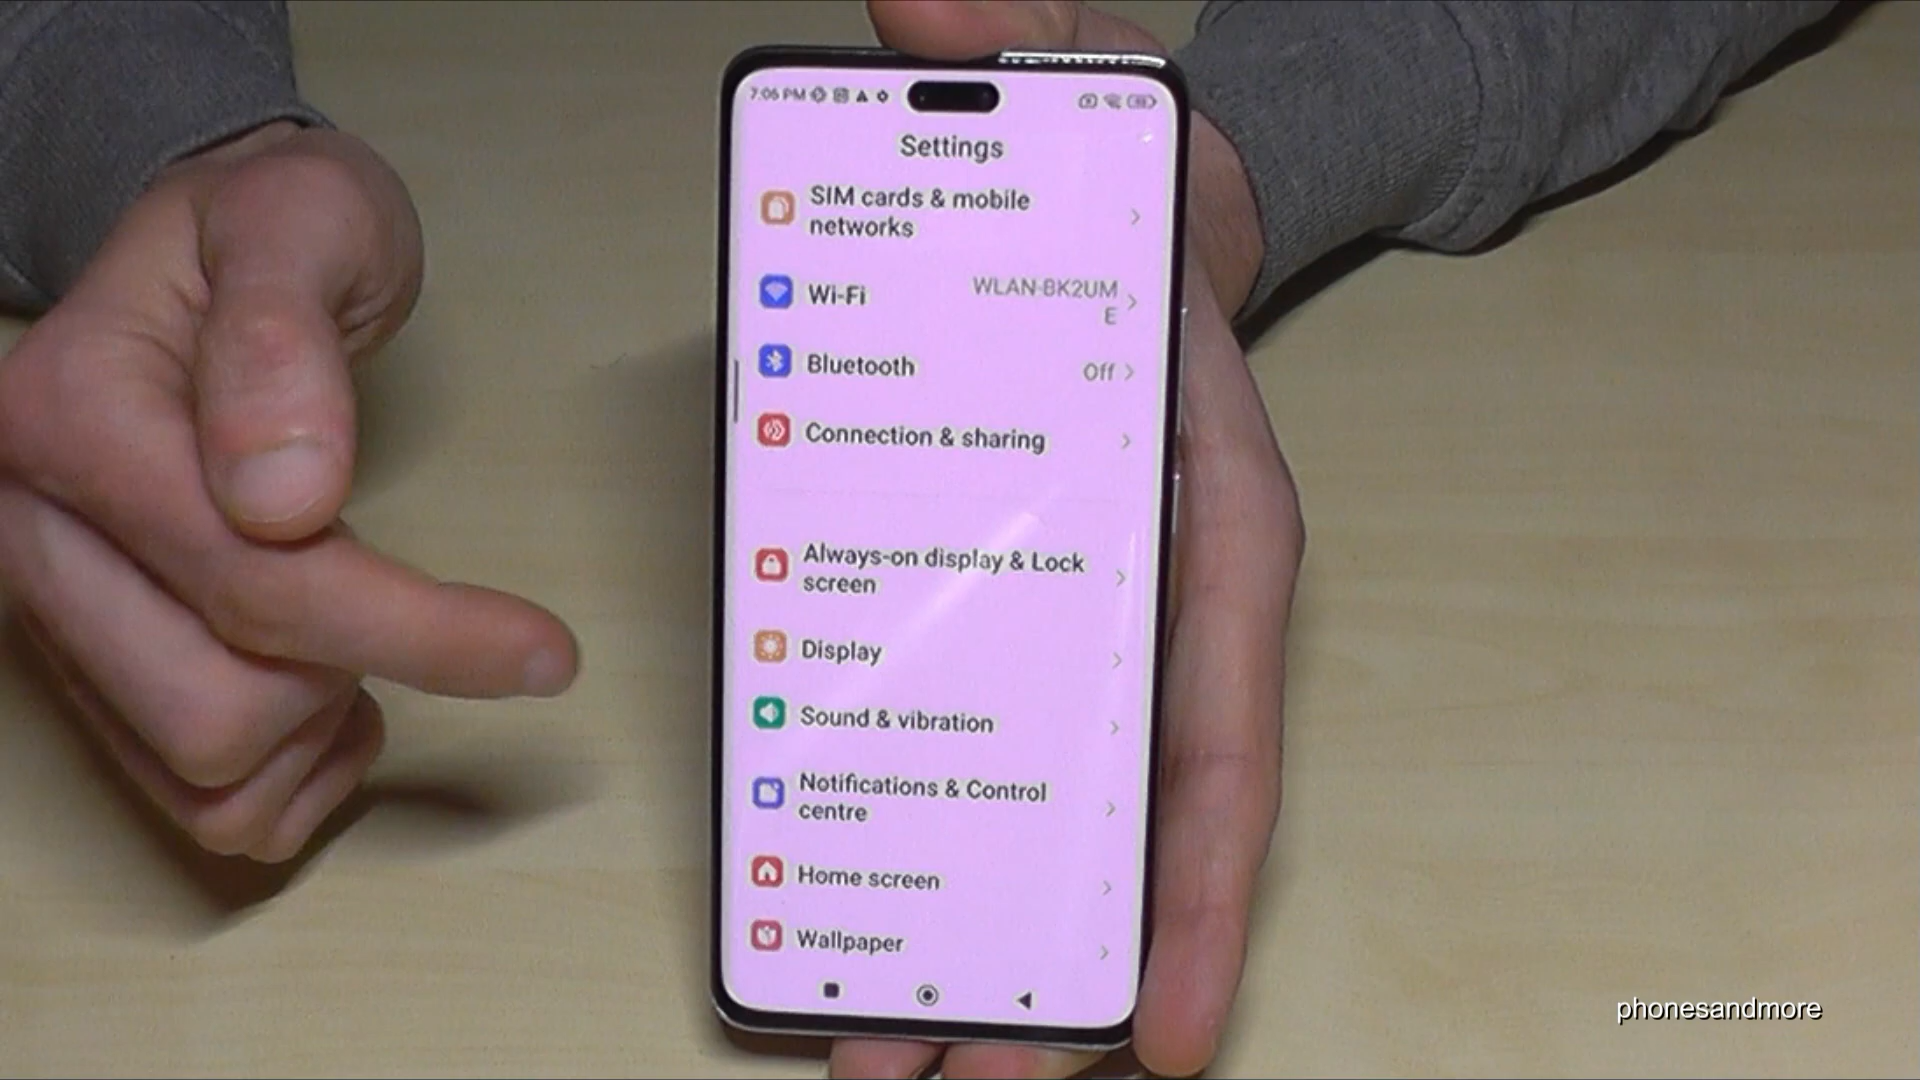 7:06 PM
Settings
SIM cards & mobile
networks
Wi-Fi
WLAN-BK2UM
E
Bluetooth
Off
Connection & sharing
Always-on display & Lock
screen
Display
Sound & vibration
Notifications & Control
centre
Home screen
Wallpaper
phonesandmore